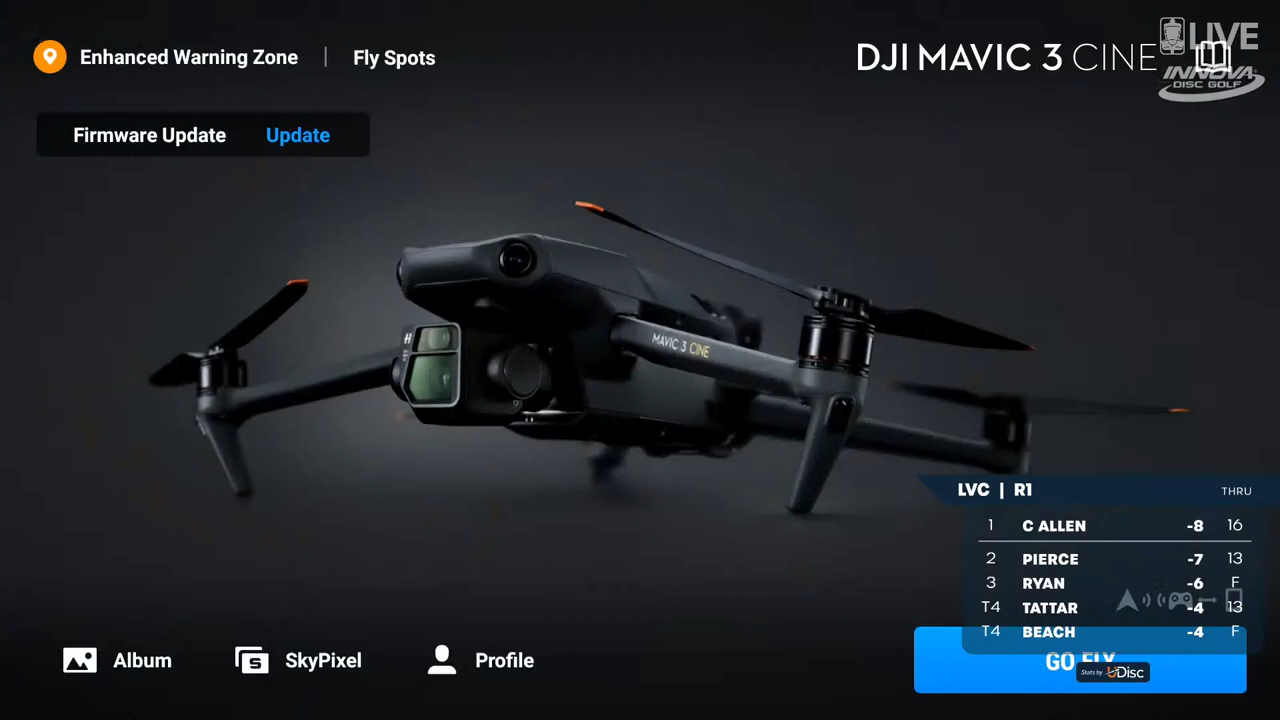 Enhanced Warning Zone | Fly Spots
DJI MAVIC 3 CINE
LIVE
INNOVA
DISC GOLF
Firmware Update Update
MAVIC 3 CINE
LVC | R1 THRU
1 C ALLEN -8 16
2 PIERCE -7 13
3 RYAN -6 F
T4 TATTAR -4 13
T4 BEACH -4 F
Album
SkyPixel
Profile
GO FLY
Stats by UDisc